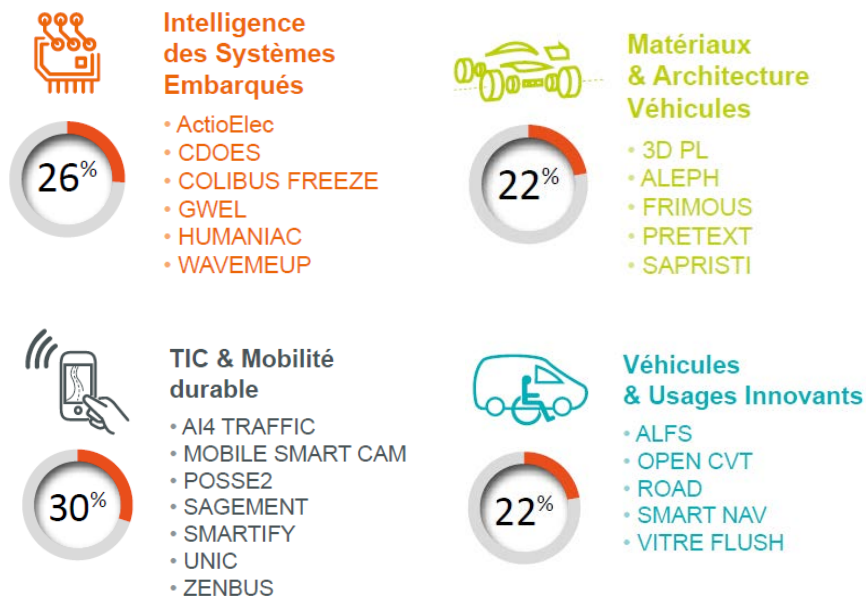 Intelligence
des Systèmes
Embarqués
26%
• ActioElec
• CDOES
• COLIBUS FREEZE
• GWEL
• HUMANIAC
• WAVEMEUP
Matériaux
& Architecture
Véhicules
22%
• 3D PL
• ALEPH
• FRIMOUS
• PRETEXT
• SAPRISTI
TIC & Mobilité
durable
30%
• AI4 TRAFFIC
• MOBILE SMART CAM
• POSSE2
• SAGEMENT
• SMARTIFY
• UNIC
• ZENBUS
Véhicules
& Usages Innovants
22%
• ALFS
• OPEN CVT
• ROAD
• SMART NAV
• VITRE FLUSH